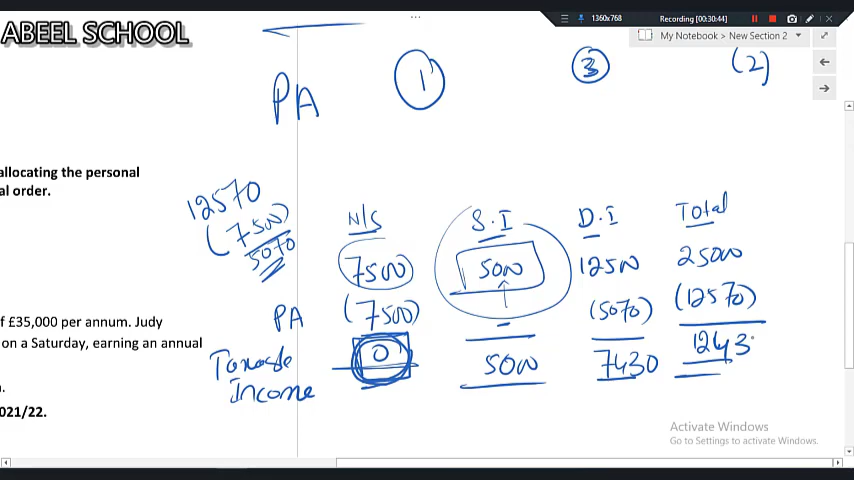 1360x768
Recording [00:30:44]
ABEEL SCHOOL
My Notebook > New Section 2
PA 1 3 (2)
allocating the personal
al order.
12570
(7500)
5070
N/S S.I D.I Total
7500 5000 12500 25000
PA (7500) - (5070) (12570)
Taxable Income 0 5000 7430 1243
of £35,000 per annum. Judy
on a Saturday, earning an annual
n.
021/22.
Activate Windows
Go to Settings to activate Windows.